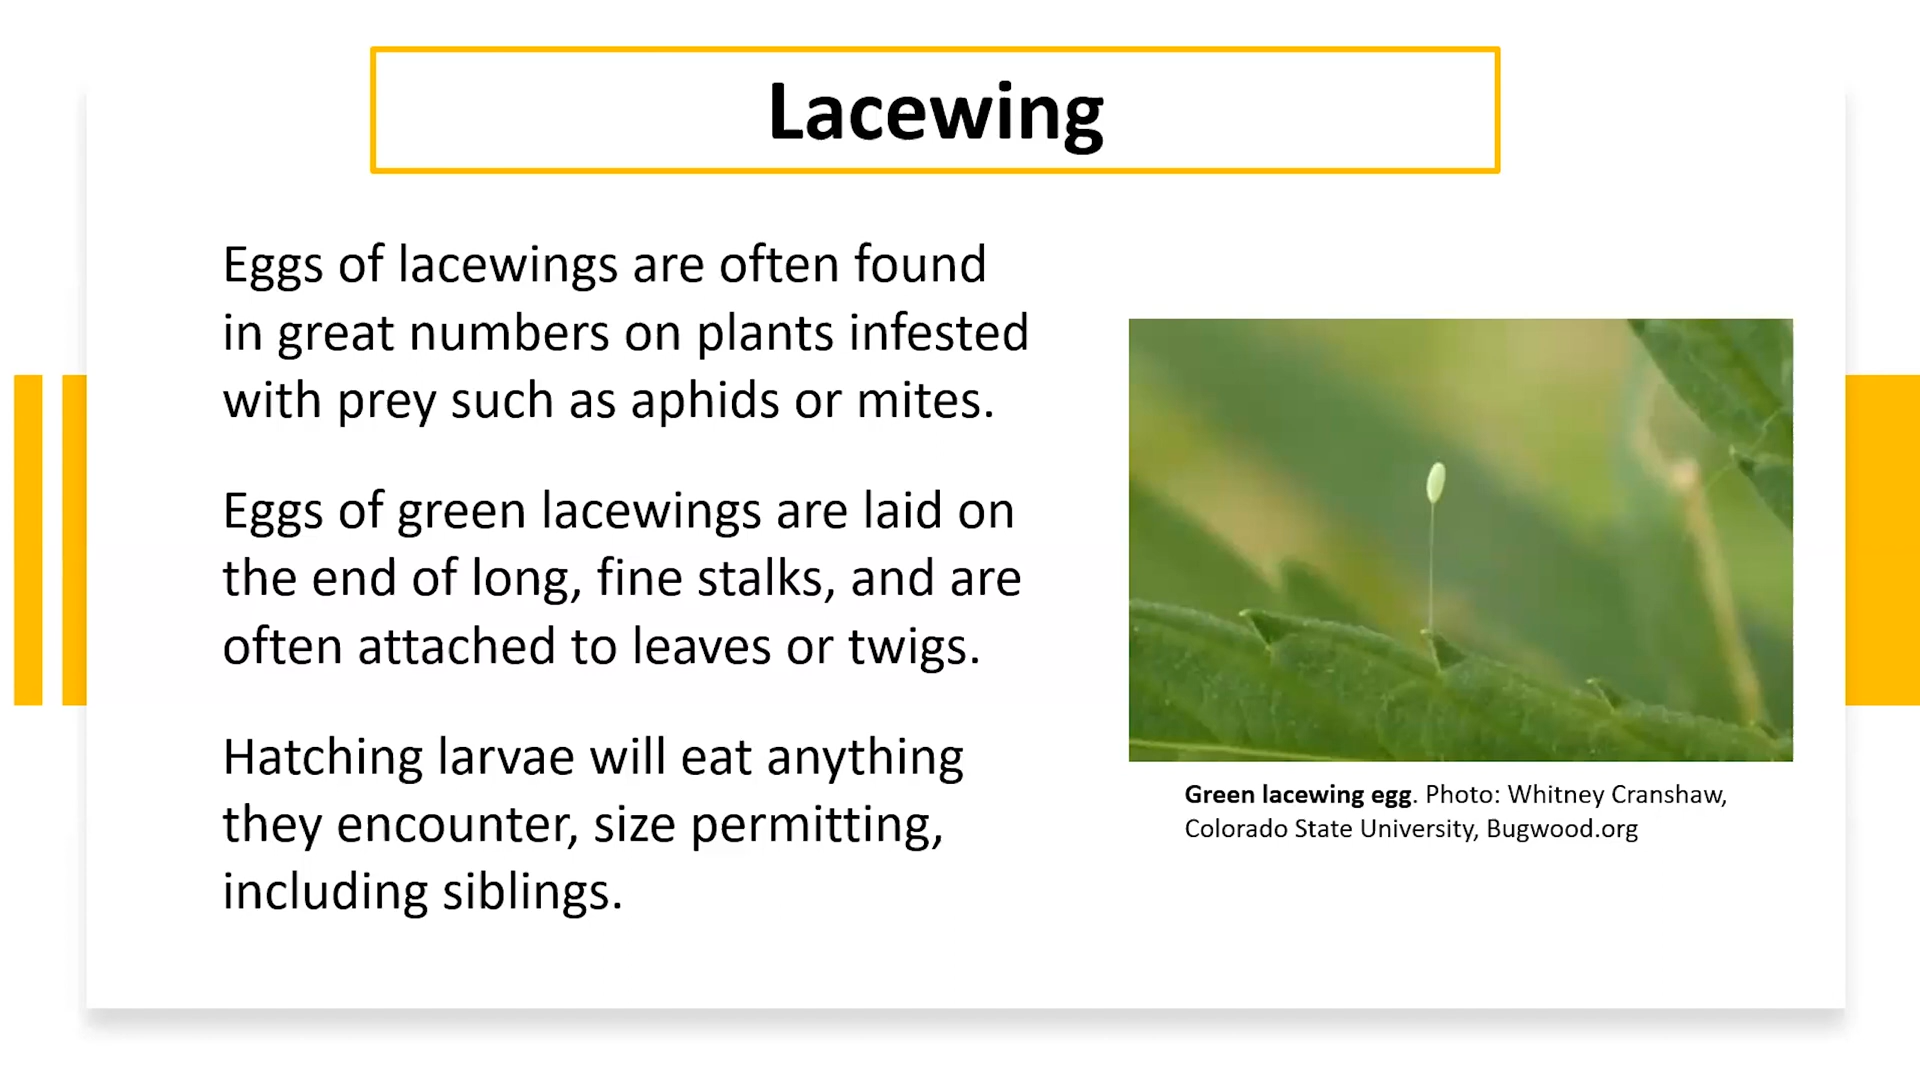 Lacewing
Eggs of lacewings are often found
in great numbers on plants infested
with prey such as aphids or mites.
Eggs of green lacewings are laid on
the end of long, fine stalks, and are
often attached to leaves or twigs.
Hatching larvae will eat anything
they encounter, size permitting,
including siblings.
Green lacewing egg. Photo: Whitney Cranshaw,
Colorado State University, Bugwood.org